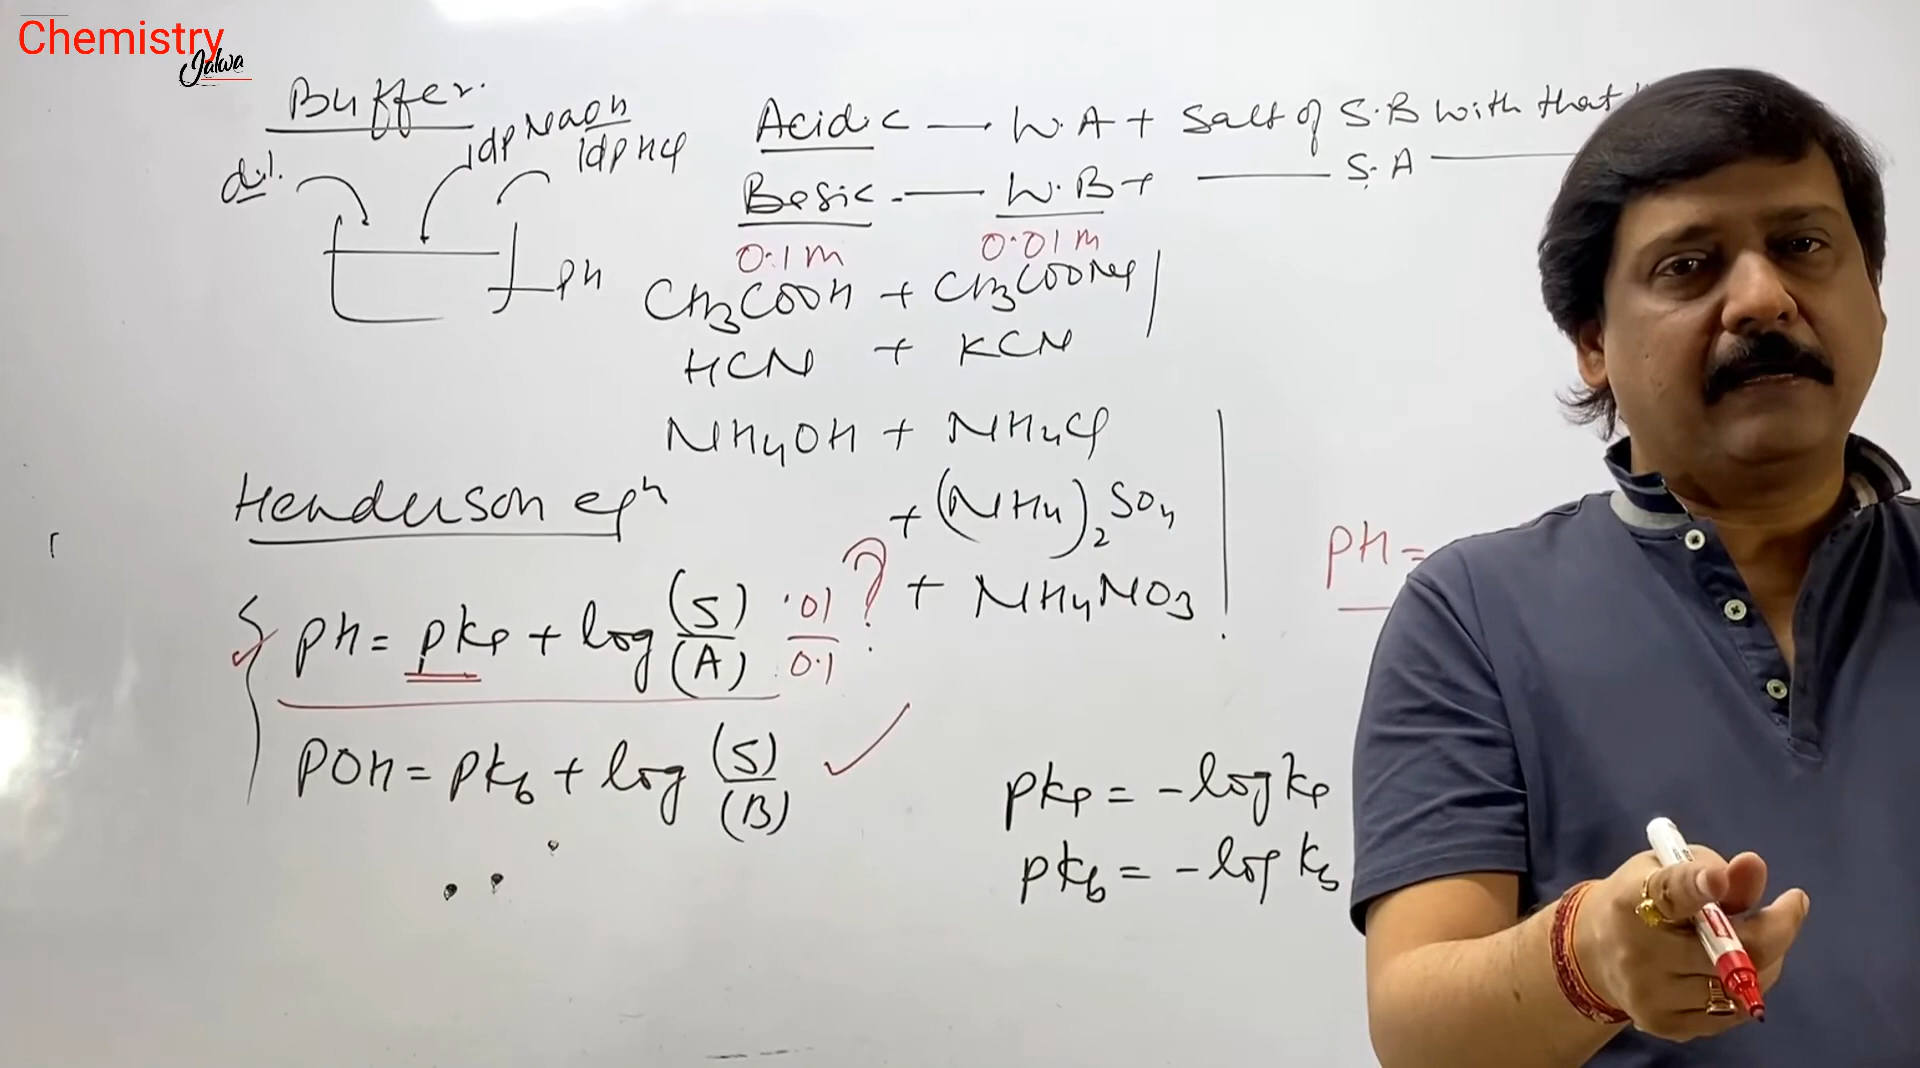 Chemistry
Jalwa
Buffer.
dil.
1dp NaOH
1dp HCl
PH
Acidic — W.A + Salt of S.B with that
Basic — W.B + —— S.A ——
0.1 M
0.01 M
CH3COOH + CH3COONa
HCN + KCN
NH4OH + NH4Cl
+ (NH4)2SO4
+ NH4NO3
Henderson eqn
PH = pka + log (S)/(A) .01/0.1 ?
POH = pkb + log (S)/(B)
PH =
pka = -log ka
pkb = -log kb